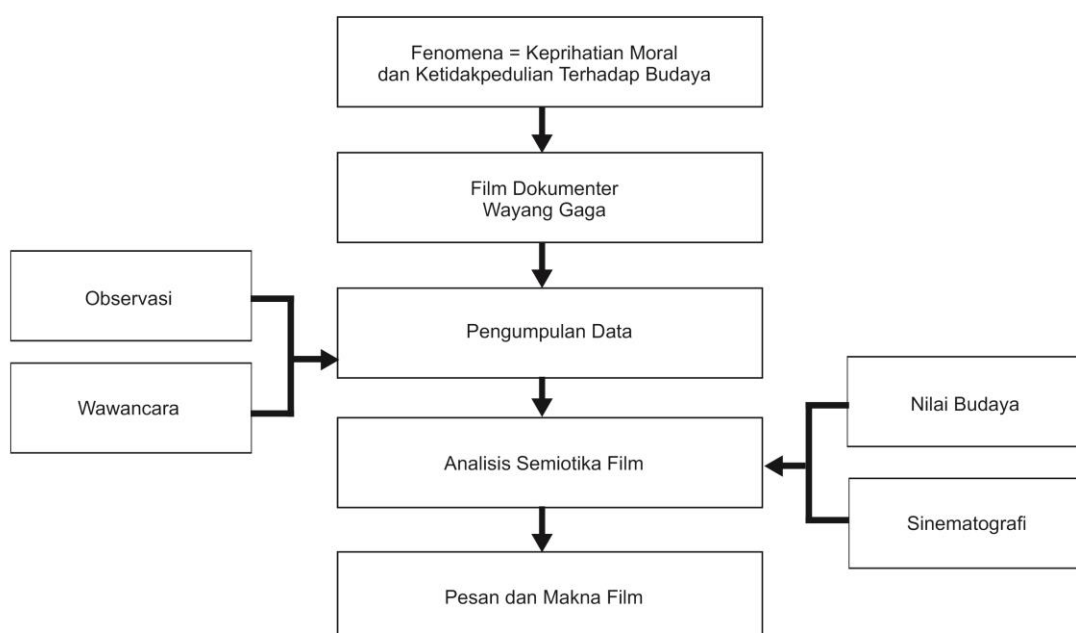 Fenomena = Keprihatian Moral
dan Ketidakpedulian Terhadap Budaya
Film Dokumenter
Wayang Gaga
Observasi
Pengumpulan Data
Wawancara
Nilai Budaya
Analisis Semiotika Film
Sinematografi
Pesan dan Makna Film